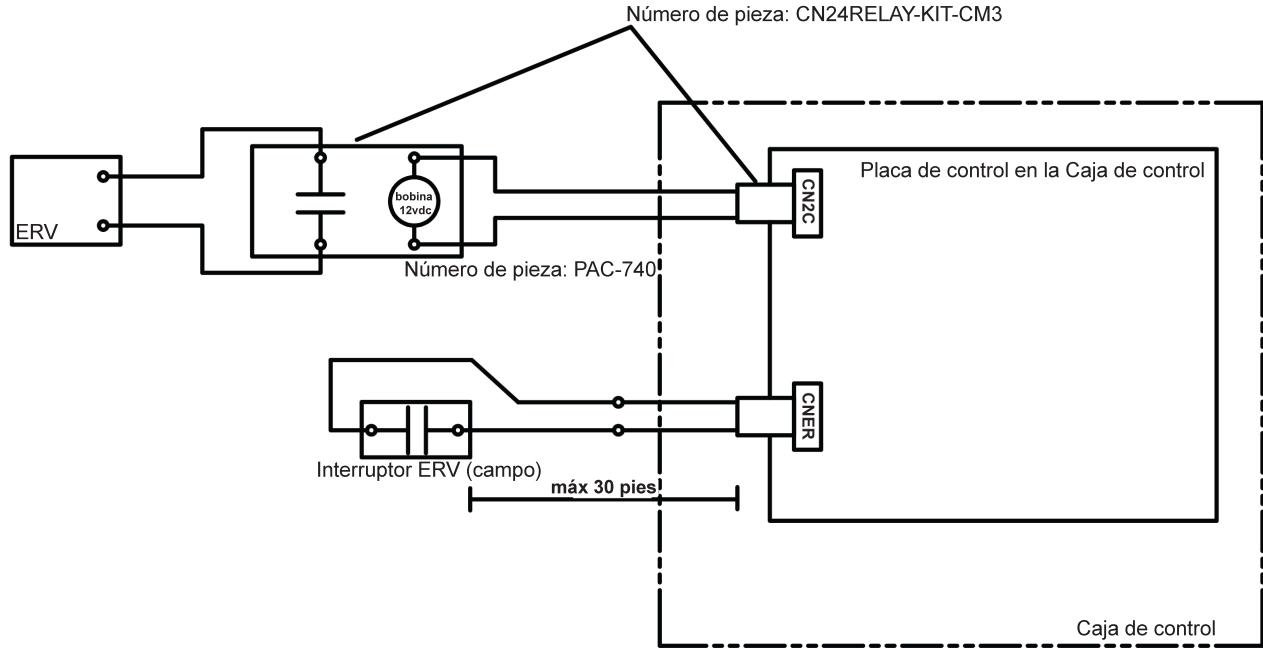 Número de pieza: CN24RELAY-KIT-CM3
Placa de control en la Caja de control
CN2C
bobina
12vdc
ERV
Número de pieza: PAC-740
CNER
Interruptor ERV (campo)
máx 30 pies
Caja de control